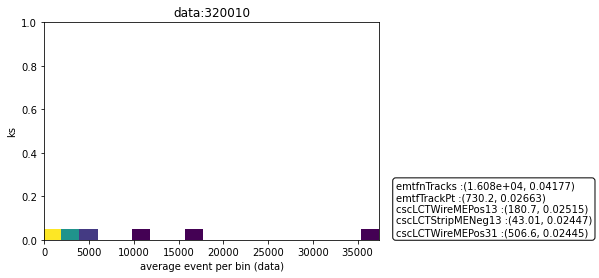 data:320010
1.0
0.8
0.6
0.4
0.2
0.0
ks
0 5000 10000 15000 20000 25000 30000 35000
average event per bin (data)
emtfnTracks :(1.608e+04, 0.04177)
emtfTrackPt :(730.2, 0.02663)
cscLCTWireMEPos13 :(180.7, 0.02515)
cscLCTStripMENeg13 :(43.01, 0.02447)
cscLCTWireMEPos31 :(506.6, 0.02445)